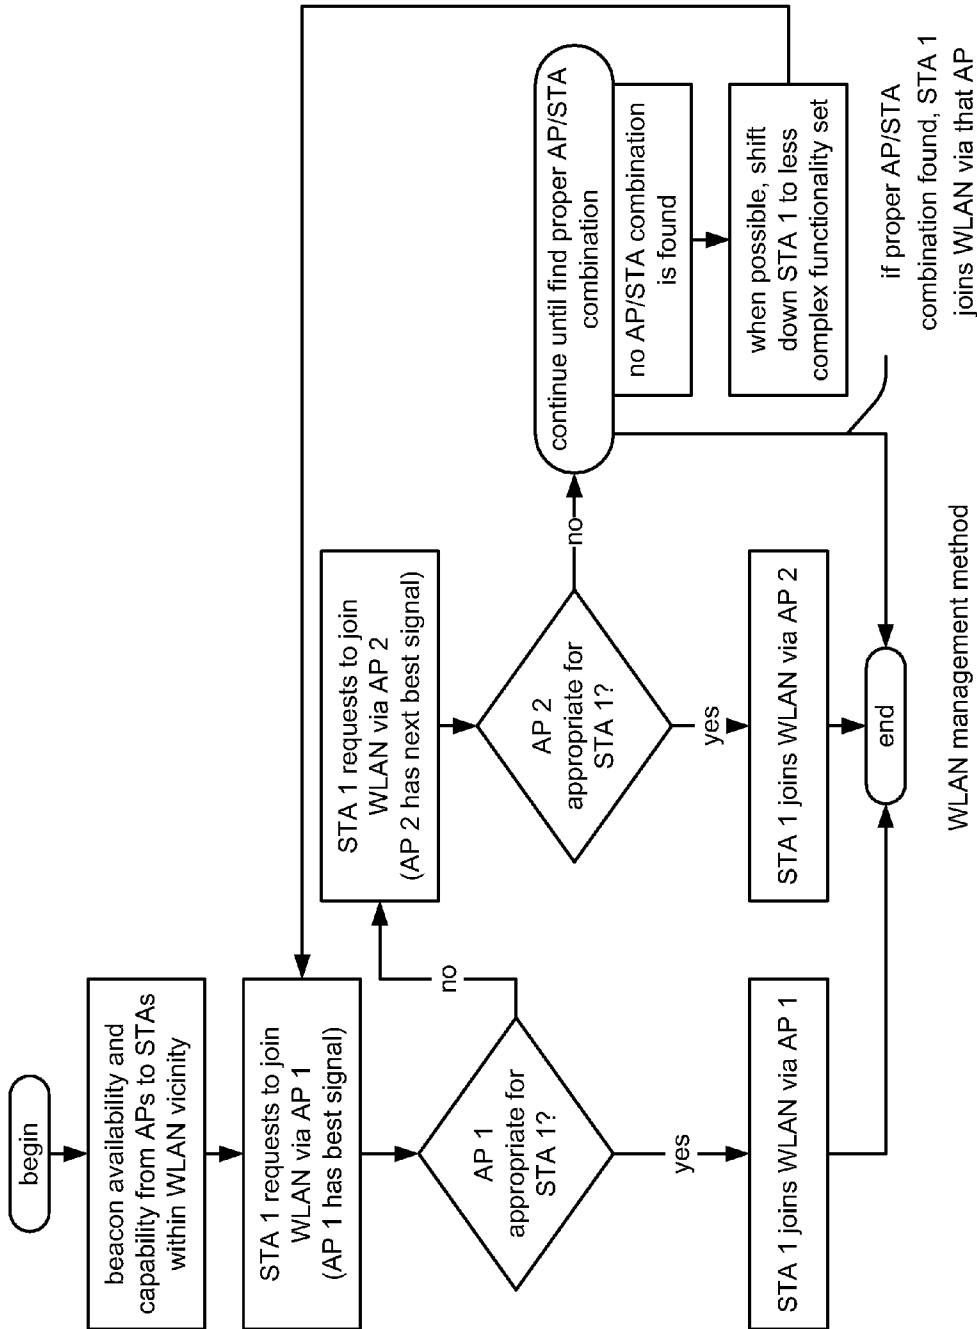 begin
beacon availability and
capability from APs to STAs
within WLAN vicinity
STA 1 requests to join
WLAN via AP 1
(AP 1 has best signal)
AP 1
appropriate for
STA 1?
no
yes
STA 1 joins WLAN via AP 1
STA 1 requests to join
WLAN via AP 2
(AP 2 has next best signal)
AP 2
appropriate for
STA 1?
no
yes
STA 1 joins WLAN via AP 2
end
continue until find proper AP/STA
combination
no AP/STA combination
is found
when possible, shift
down STA 1 to less
complex functionality set
if proper AP/STA
combination found, STA 1
joins WLAN via that AP
WLAN management method